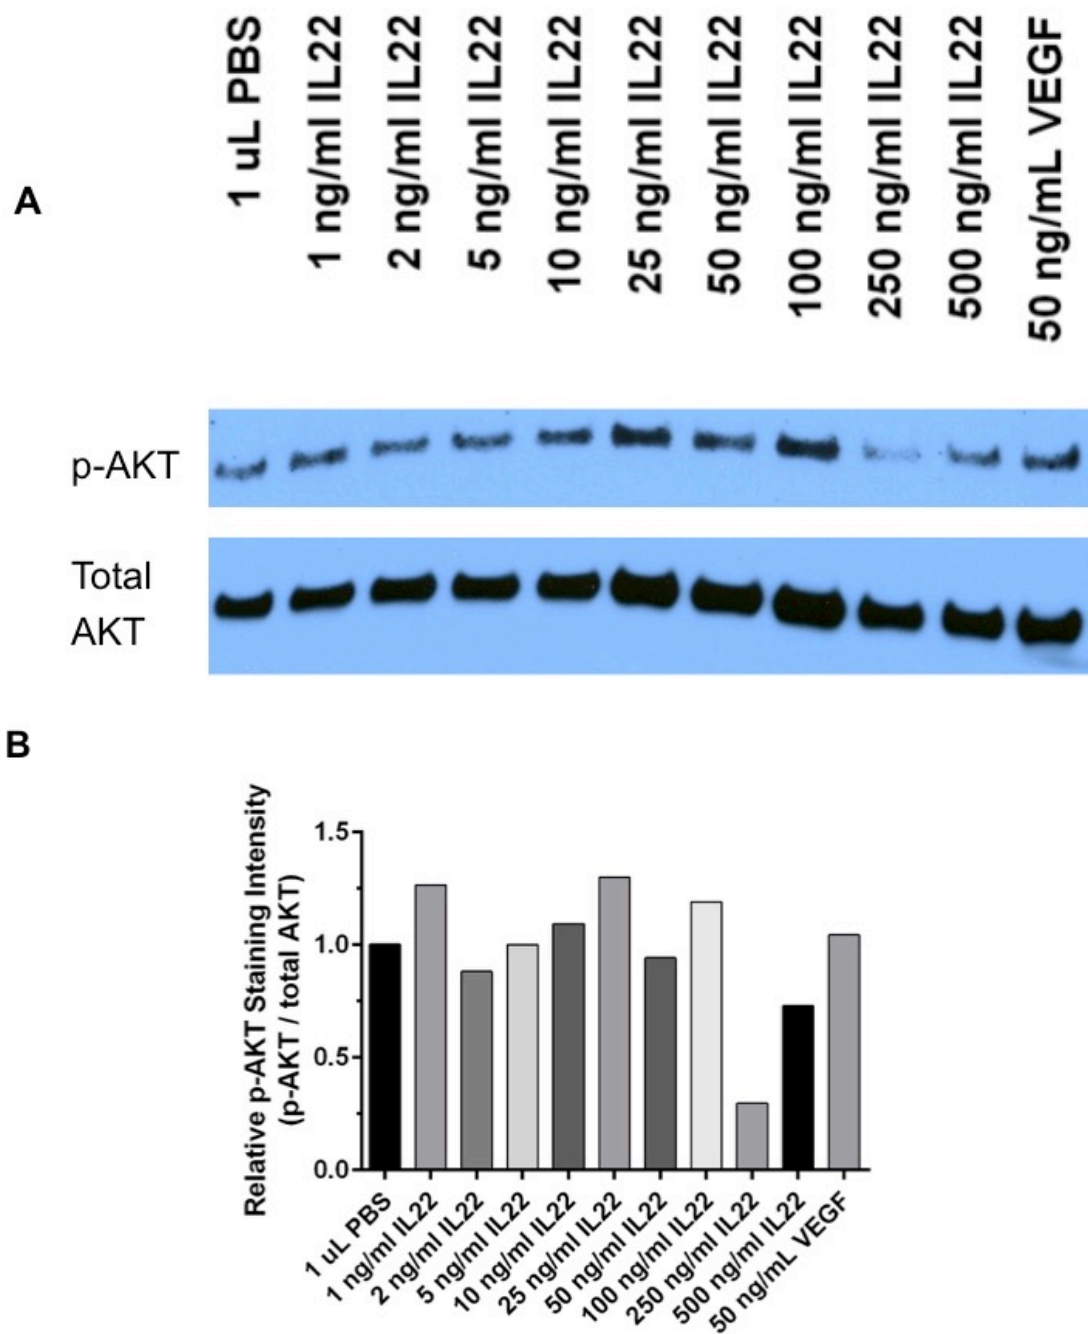 1 uL PBS
1 ng/ml IL22
2 ng/ml IL22
5 ng/ml IL22
10 ng/ml IL22
25 ng/ml IL22
50 ng/ml IL22
100 ng/ml IL22
250 ng/ml IL22
500 ng/ml IL22
50 ng/mL VEGF
A
p-AKT
Total
AKT
B
Relative p-AKT Staining Intensity
(p-AKT / total AKT)
1.5
1.0
0.5
0.0
1 uL PBS
1 ng/ml IL22
2 ng/ml IL22
5 ng/ml IL22
10 ng/ml IL22
25 ng/ml IL22
50 ng/ml IL22
100 ng/ml IL22
250 ng/ml IL22
500 ng/ml IL22
50 ng/mL VEGF